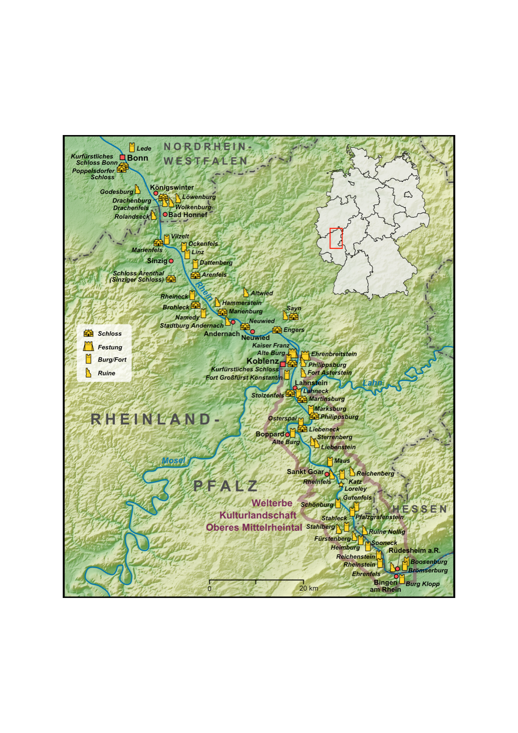 Lede
NORDRHEIN-
WESTFALEN
Kurfürstliches
Schloss Bonn
Bonn
Poppelsdorfer
Schloss
Godesburg
Königswinter
Drachenburg
Löwenburg
Drachenfels
Wolkenburg
Rolandseck
Bad Honnef
Vilzelt
Marienfels
Ockenfels
Linz
Sinzig
Dattenberg
Schloss Arenthal
(Sinziger Schloss)
Arenfels
Rhein
Rheineck
Altwied
Hammerstein
Brohleck
Marienburg
Sayn
Namedy
Stadtburg Andernach
Neuwied
Andernach
Neuwied
Engers
Schloss
Festung
Burg/Fort
Ruine
Kaiser Franz
Alte Burg
Ehrenbreitstein
Koblenz
Philippsburg
Kurfürstliches Schloss
Fort Asterstein
Fort Großfürst Konstantin
Lahnstein
Lahn
Lahneck
Stolzenfels
Martinsburg
Marksburg
Philippsburg
Osterspai
Liebeneck
Boppard
Sterrenberg
Alte Burg
Liebenstein
RHEINLAND-
PFALZ
Mosel
Maus
Sankt Goar
Reichenberg
Rheinfels
Katz
Loreley
Gutenfels
Welterbe
Kulturlandschaft
Oberes Mittelrheintal
Schönburg
HESSEN
Stahleck
Pfalzgrafenstein
Stahlberg
Ruine Nollig
Fürstenberg
Sooneck
Heimburg
Rüdesheim a.R.
Reichenstein
Boosenburg
Rheinstein
Brömserburg
Ehrenfels
Bingen
am Rhein
Burg Klopp
0
20 km